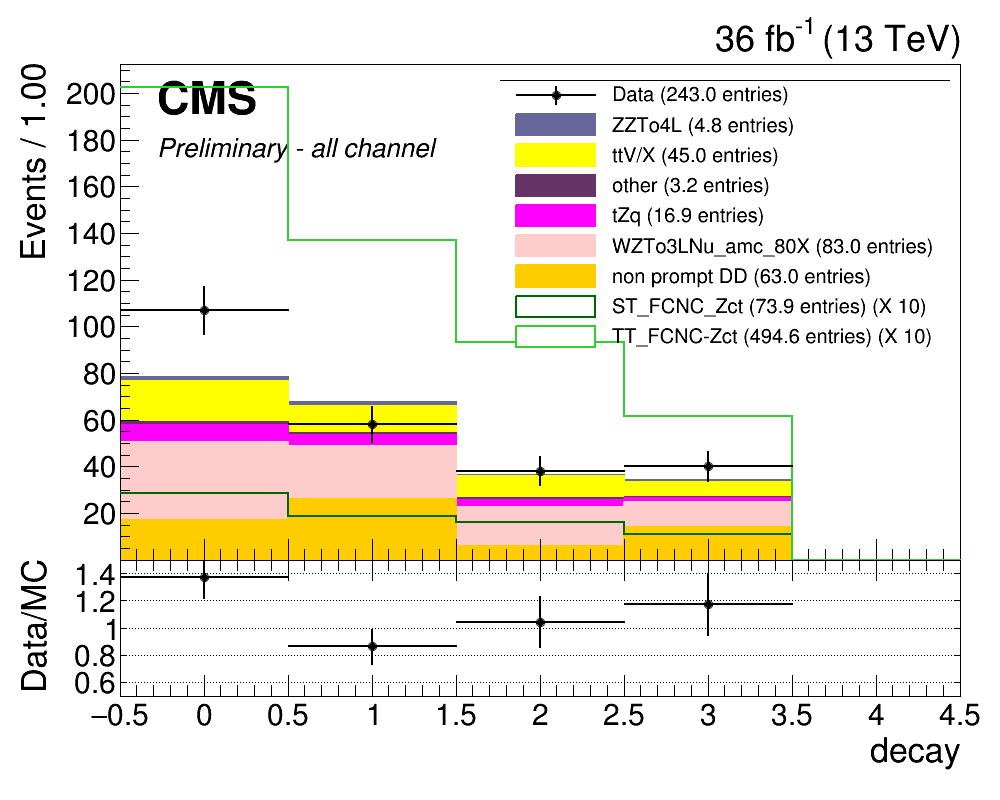 36 fb-1 (13 TeV)
Events / 1.00
200
180
160
140
120
100
80
60
40
20
CMS
Preliminary - all channel
Data (243.0 entries)
ZZTo4L (4.8 entries)
ttV/X (45.0 entries)
other (3.2 entries)
tZq (16.9 entries)
WZTo3LNu_amc_80X (83.0 entries)
non prompt DD (63.0 entries)
ST_FCNC_Zct (73.9 entries) (X 10)
TT_FCNC-Zct (494.6 entries) (X 10)
Data/MC
1.4
1.2
1
0.8
0.6
−0.5 0 0.5 1 1.5 2 2.5 3 3.5 4 4.5
decay